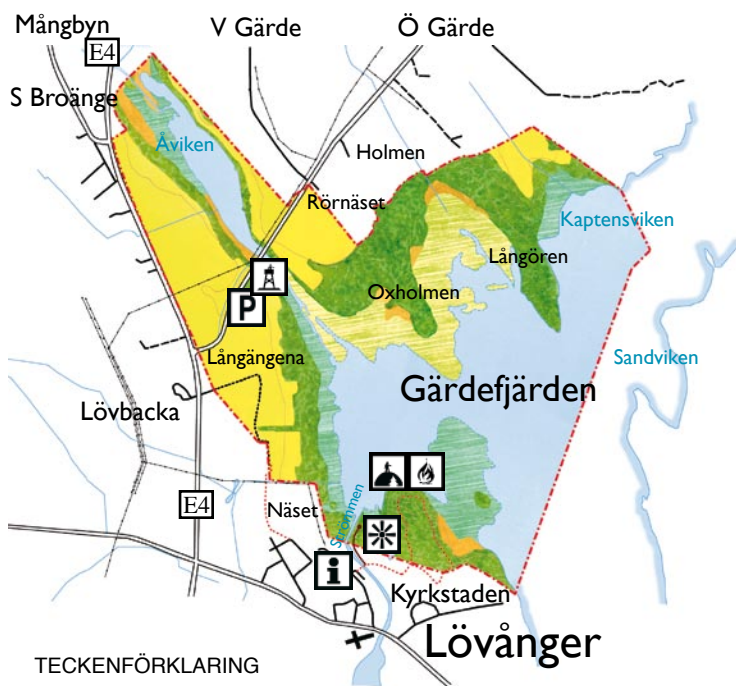 V Gärde
Ö Gärde
Mångbyn
E4
S Broänge
Åviken
Holmen
Rörnäset
Kaptensviken
Långören
Oxholmen
P
Långängena
Sandviken
Gärdefjärden
Lövbacka
E4
Näset
Strömmen
i
Kyrkstaden
Lövånger
TECKENFÖRKLARING